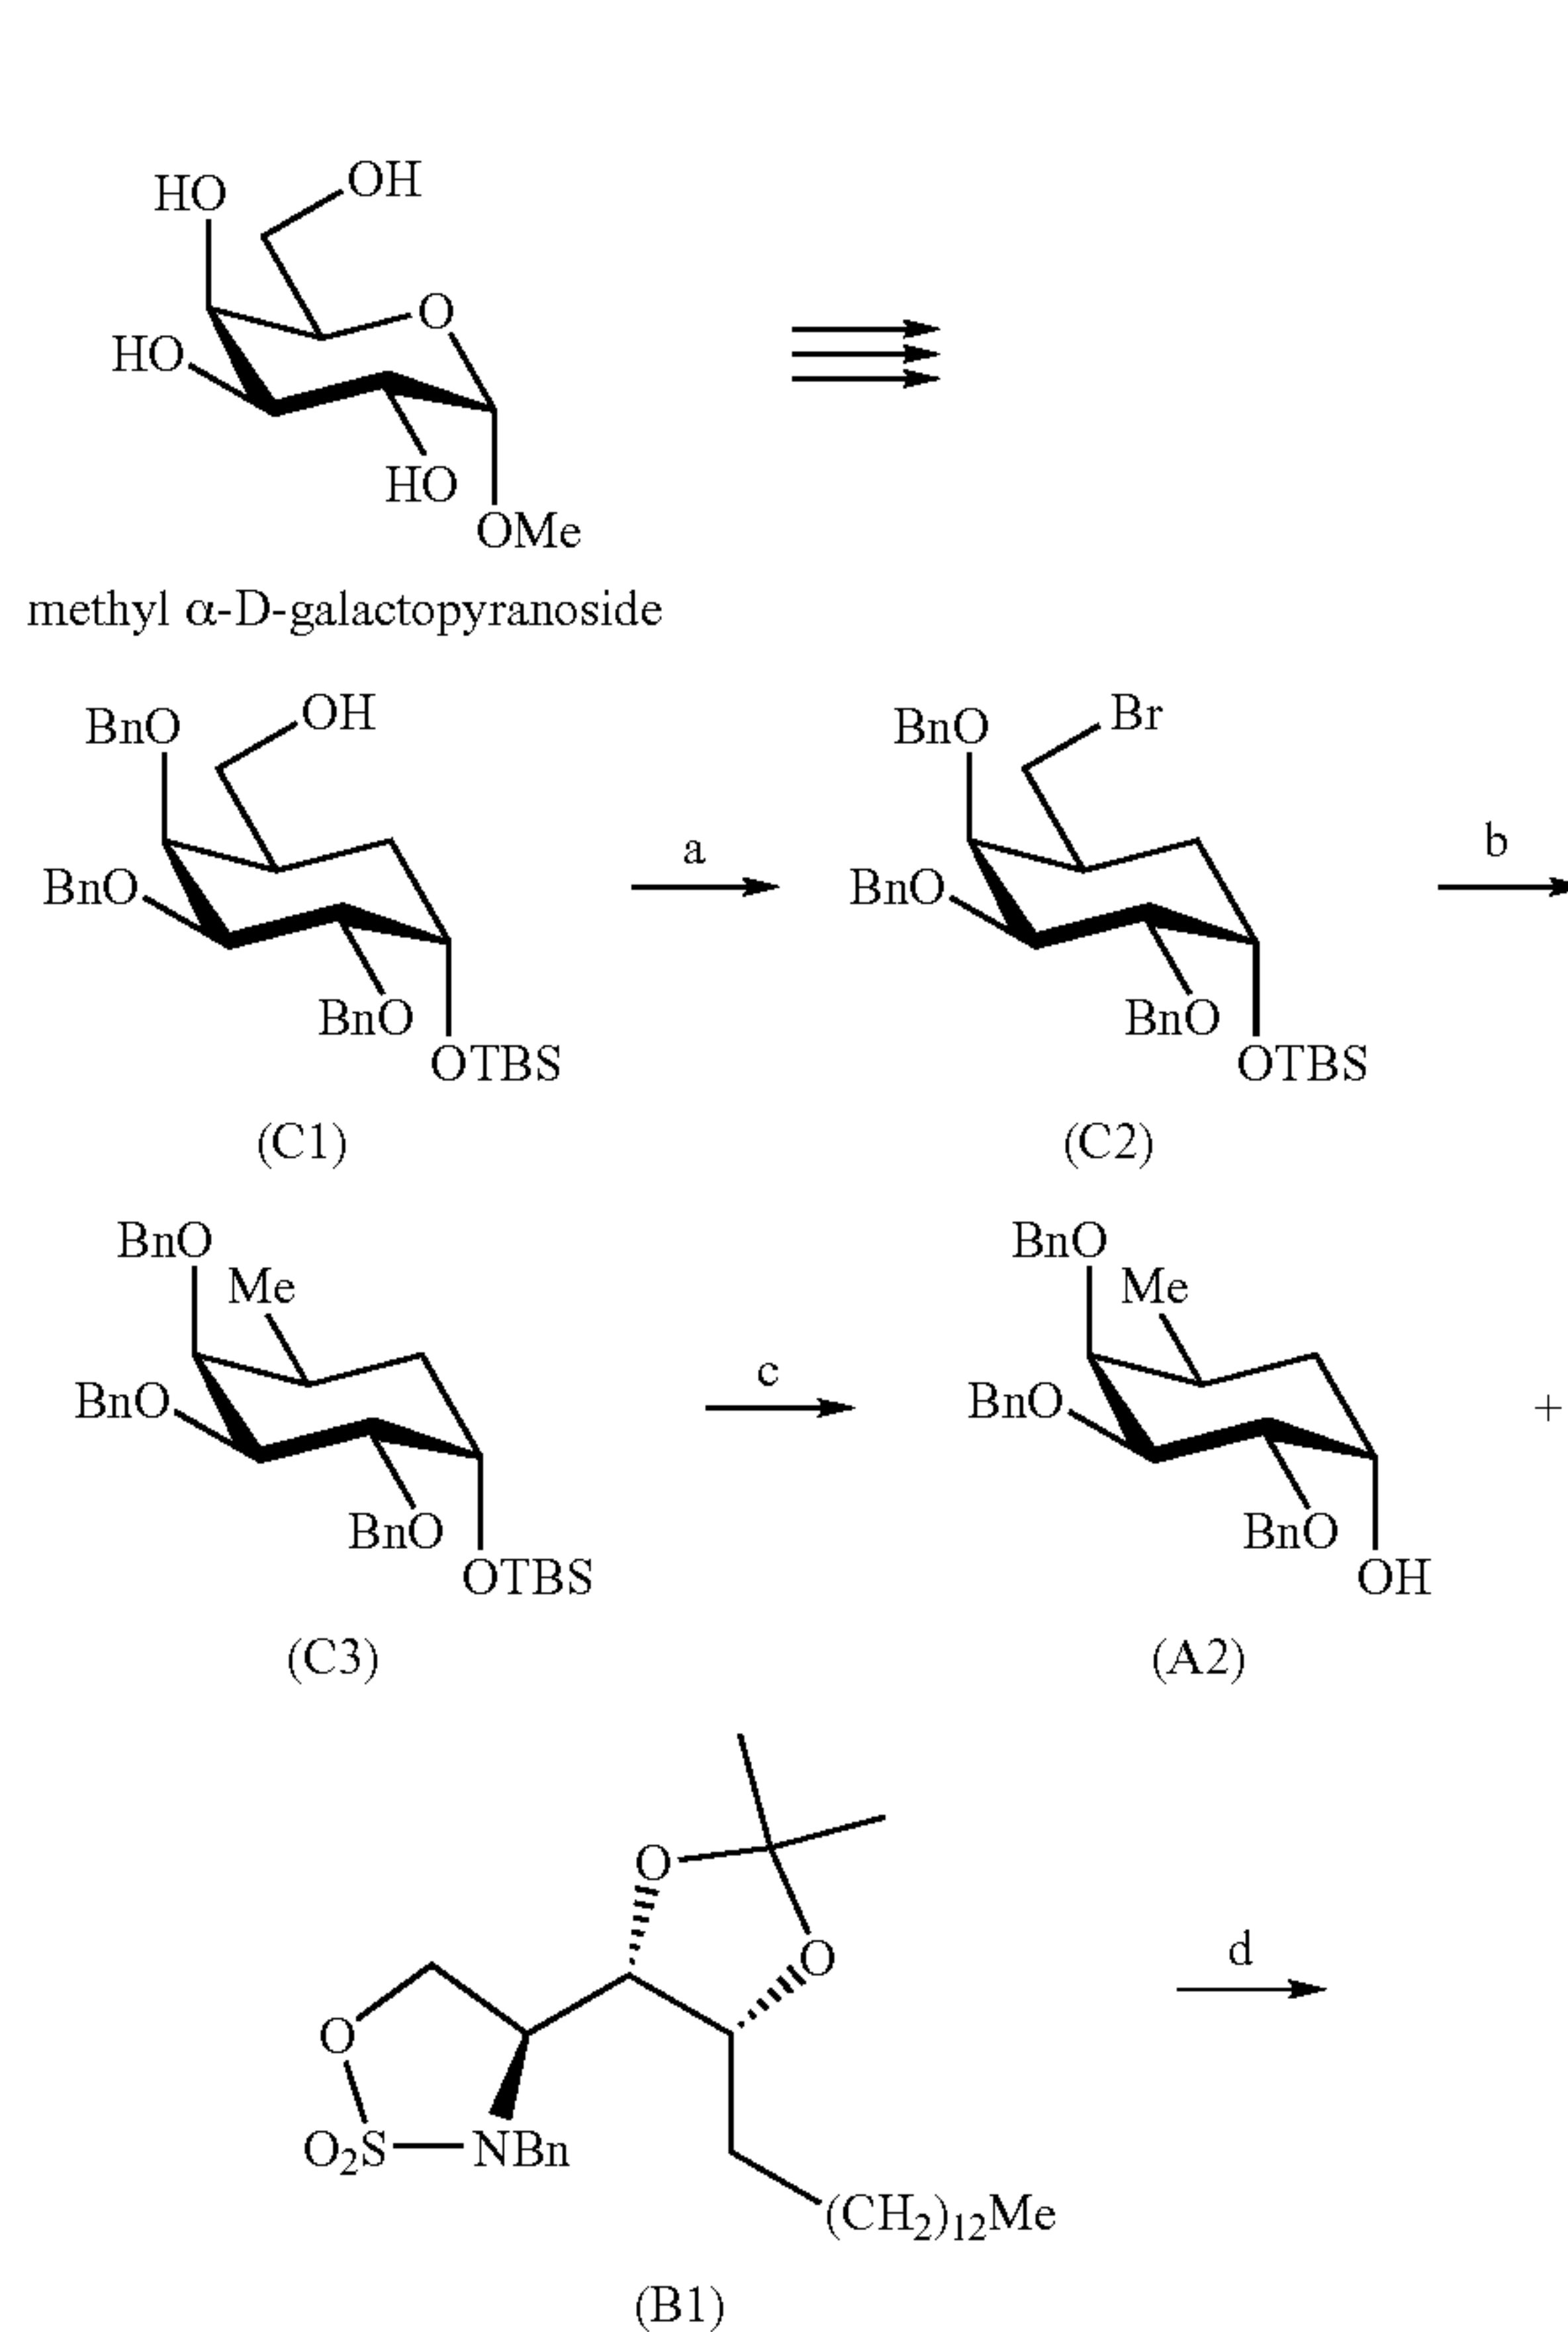 HO OH
O
HO
HO
OMe
methyl α-D-galactopyranoside
BnO OH BnO Br
a b
BnO BnO
BnO BnO
OTBS OTBS
(C1) (C2)
BnO BnO
Me Me
BnO c BnO +
BnO BnO
OTBS OH
(C3) (A2)
O
O
d
O
O₂S NBn
(CH₂)₁₂Me
(B1)